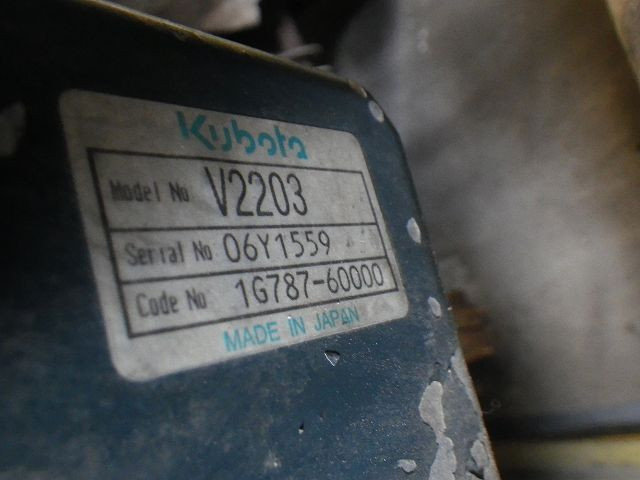 Kubota
Model No V2203
Serial No 06Y1559
Code No 1G787-60000
MADE IN JAPAN